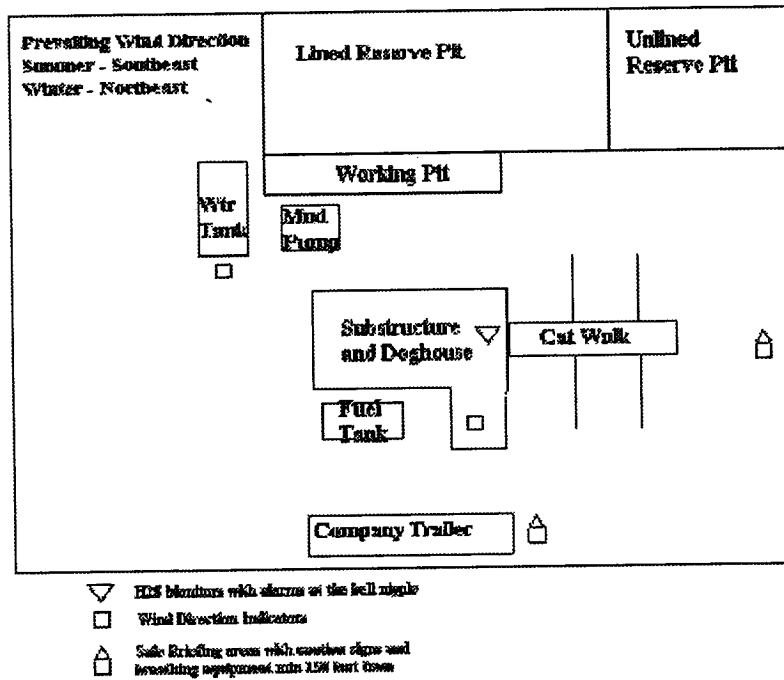 Prevailing Wind Direction
Summer - Southeast
Winter - Northeast
Lined Reserve Pit
Unlined
Reserve Pit
Working Pit
Wtr
Tank
Mud
Pump
Substructure
and Doghouse
Cat Walk
Fuel
Tank
Company Trailer
H2S Monitors with alarms at the bell nipple
Wind Direction Indicators
Safe Briefing areas with caution signs and
breathing equipment min 150 feet from